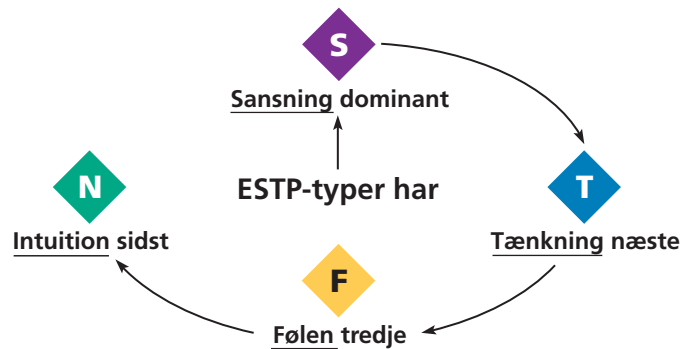 S
Sansning dominant
N
ESTP-typer har
T
Intuition sidst
Tænkning næste
F
Følen tredje